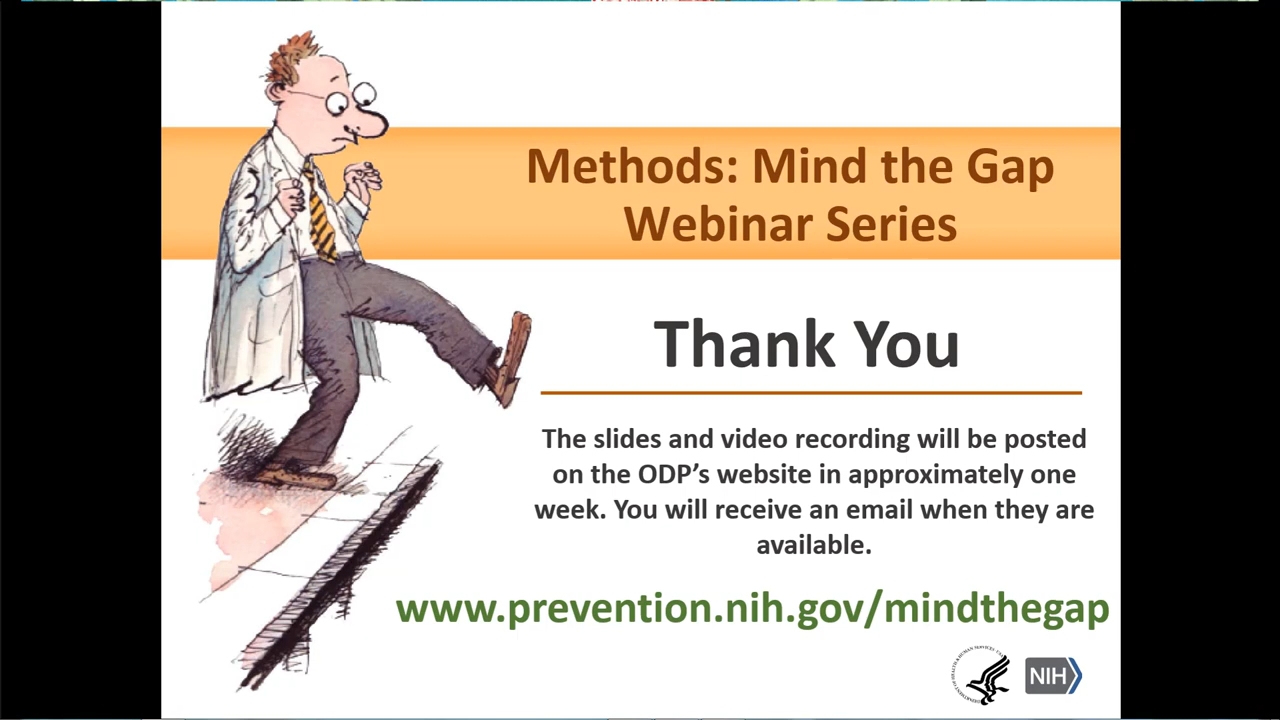 Methods: Mind the Gap
Webinar Series
Thank You
The slides and video recording will be posted
on the ODP’s website in approximately one
week. You will receive an email when they are
available.
www.prevention.nih.gov/mindthegap
NIH